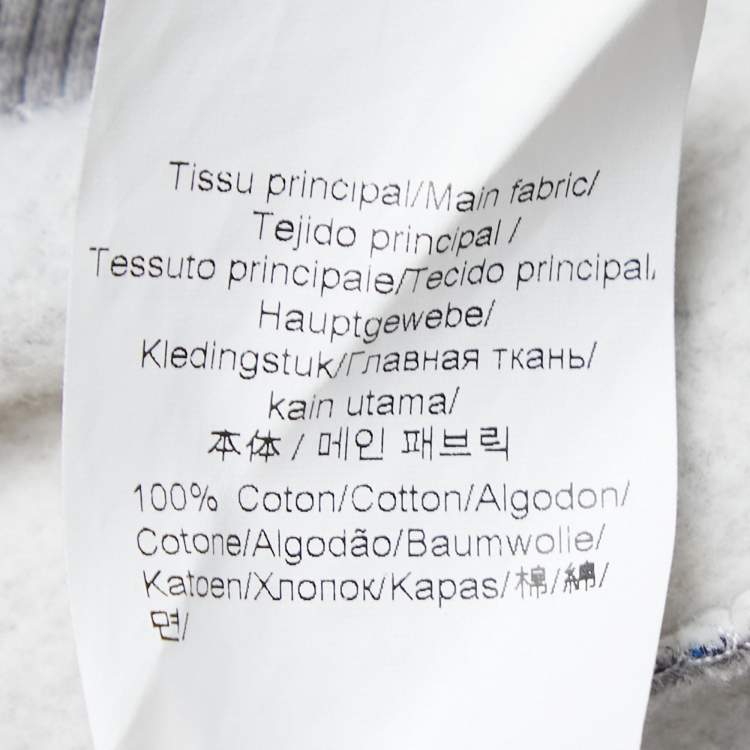 Tissu principal/Main fabric/
Tejido principal /
Tessuto principale/Tecido principal/
Hauptgewebe/
Kledingstuk/Главная ткань/
kain utama/
本体 / 메인 패브릭
100% Coton/Cotton/Algodon/
Cotone/Algodão/Baumwolle/
Katoen/Хлопок/Kapas/棉/綿/
면/